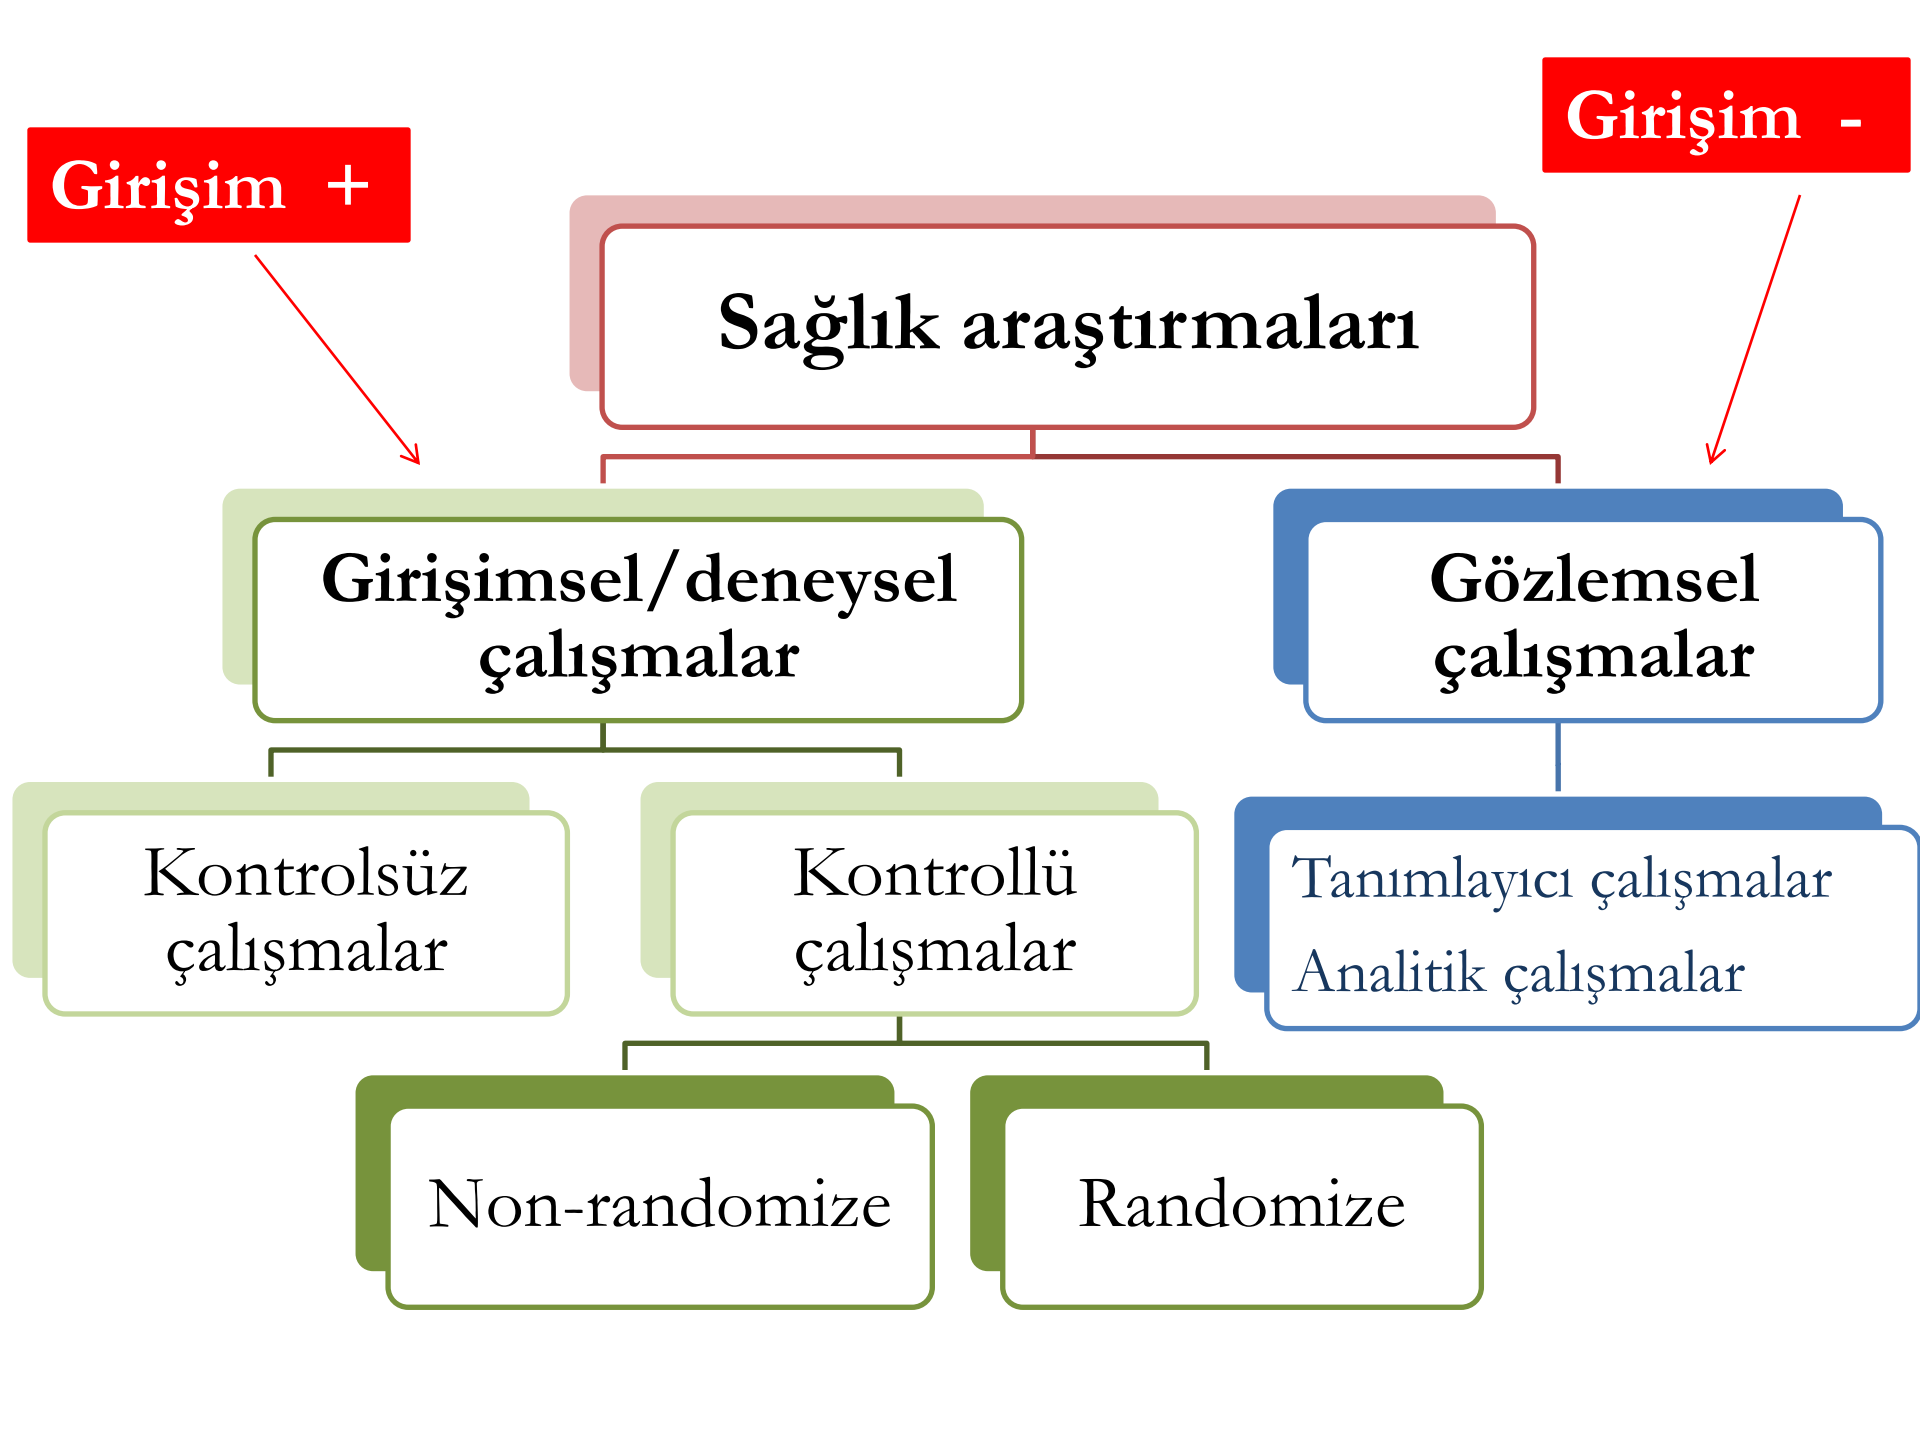 Girişim -
Girişim +
Sağlık araştırmaları
Girişimsel/deneysel
çalışmalar
Gözlemsel
çalışmalar
Kontrolsüz
çalışmalar
Kontrollü
çalışmalar
Tanımlayıcı çalışmalar
Analitik çalışmalar
Non-randomize
Randomize